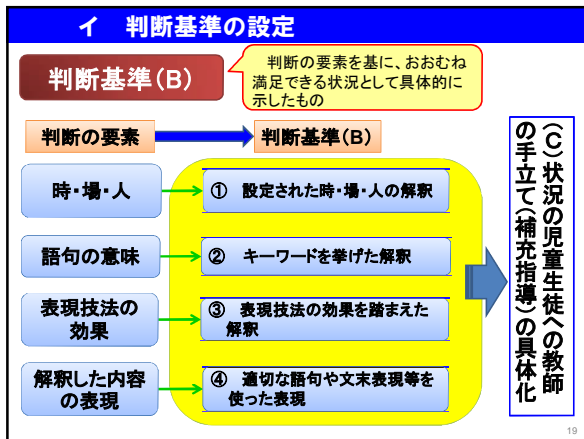 イ 判断基準の設定
判断基準(B)
判断の要素を基に、おおむね
満足できる状況として具体的に
示したもの
判断の要素
判断基準(B)
時・場・人
① 設定された時・場・人の解釈
語句の意味
② キーワードを挙げた解釈
表現技法の
効果
③ 表現技法の効果を踏まえた
解釈
解釈した内容
の表現
④ 適切な語句や文末表現等を
使った表現
(C)状況の児童生徒への教師
の手立て(補充指導)の具体化
19